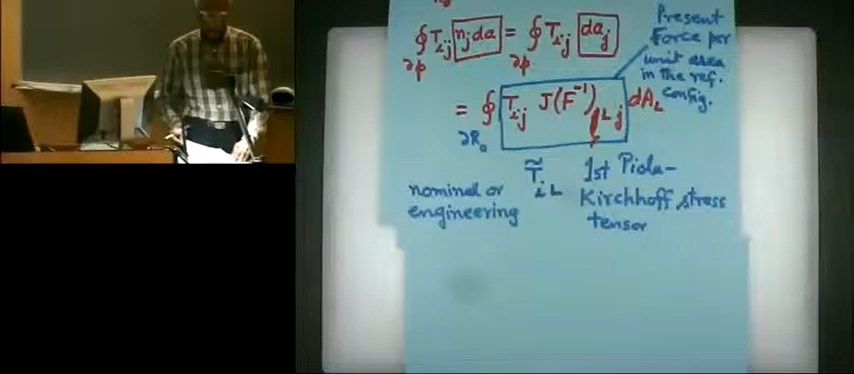 ∮_∂p T_ij n_j da = ∮_∂p T_ij da_j
Present
Force per
unit area
in the ref.
config.
= ∮_∂R₀ T_ij J(F⁻¹)_Lj dA_L
T̃_iL
1st Piola-
Kirchhoff stress
tensor
nominal or
engineering